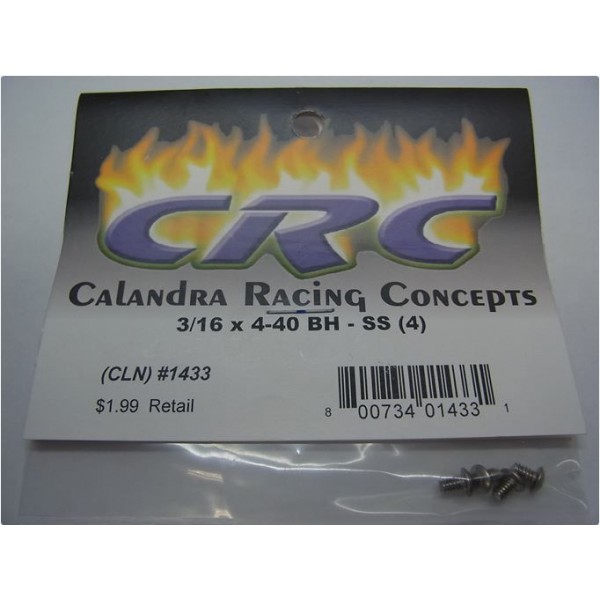 CRC
CALANDRA RACING CONCEPTS
3/16 x 4-40 BH - SS (4)
(CLN) #1433
$1.99 Retail
8 00734 01433 1